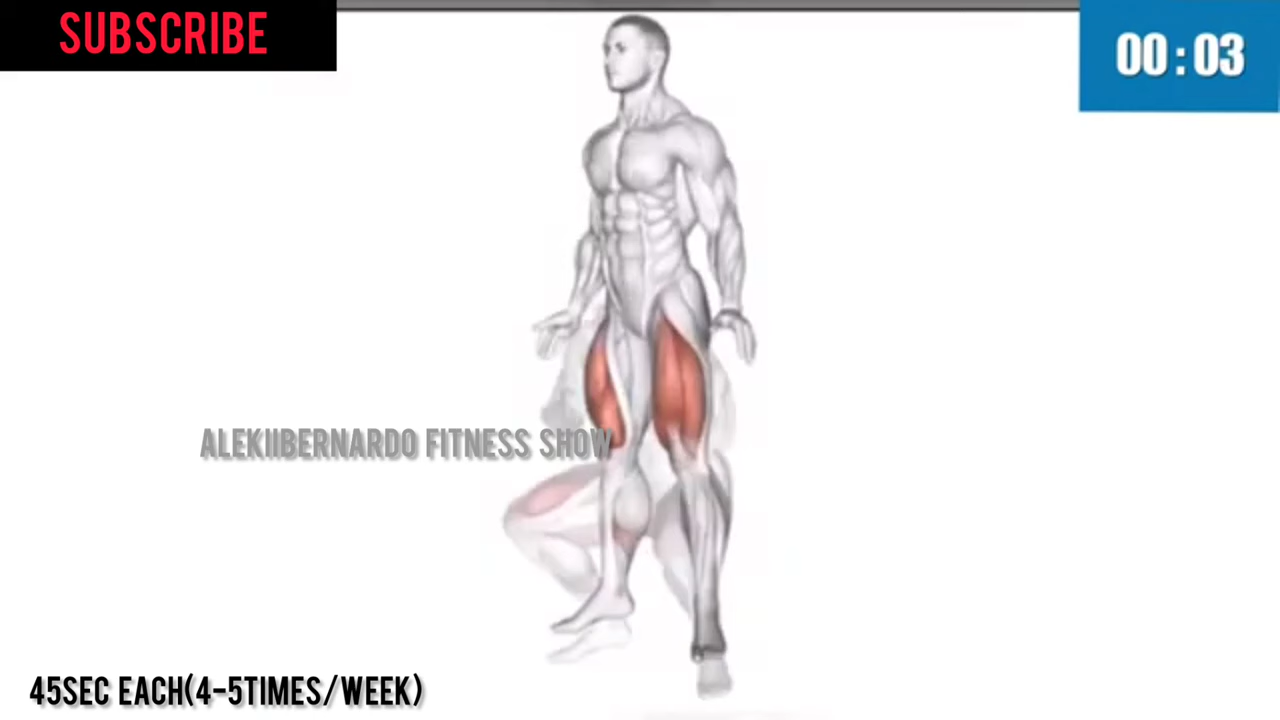 SUBSCRIBE
00:03
ALEKIIBERNARDO FITNESS SHOW
45SEC EACH(4-5TIMES/WEEK)